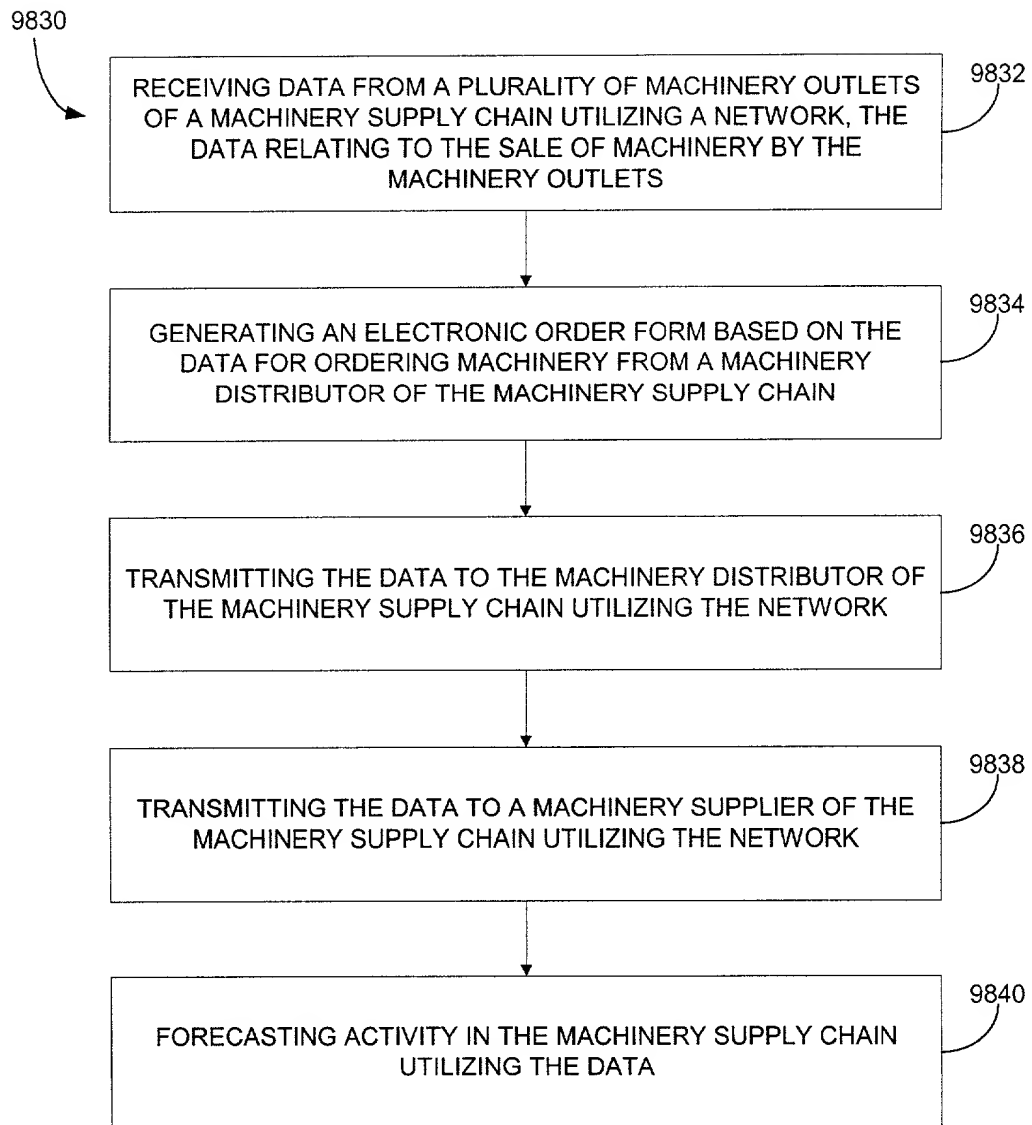 9830
9832
RECEIVING DATA FROM A PLURALITY OF MACHINERY OUTLETS
OF A MACHINERY SUPPLY CHAIN UTILIZING A NETWORK, THE
DATA RELATING TO THE SALE OF MACHINERY BY THE
MACHINERY OUTLETS
9834
GENERATING AN ELECTRONIC ORDER FORM BASED ON THE
DATA FOR ORDERING MACHINERY FROM A MACHINERY
DISTRIBUTOR OF THE MACHINERY SUPPLY CHAIN
9836
TRANSMITTING THE DATA TO THE MACHINERY DISTRIBUTOR OF
THE MACHINERY SUPPLY CHAIN UTILIZING THE NETWORK
9838
TRANSMITTING THE DATA TO A MACHINERY SUPPLIER OF THE
MACHINERY SUPPLY CHAIN UTILIZING THE NETWORK
9840
FORECASTING ACTIVITY IN THE MACHINERY SUPPLY CHAIN
UTILIZING THE DATA